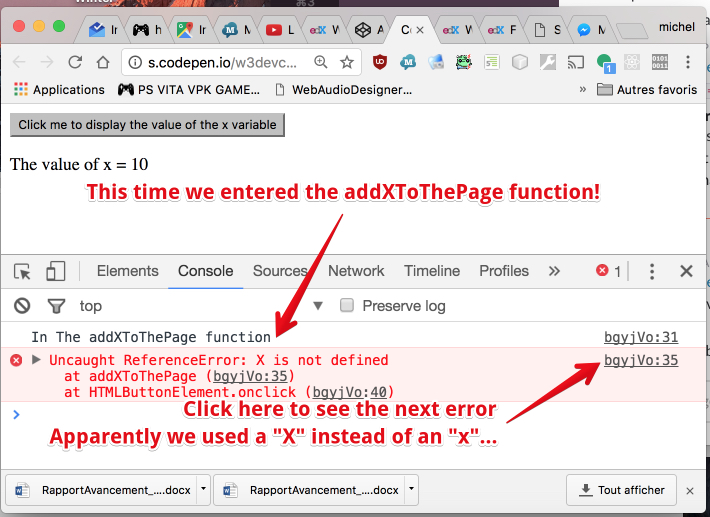 michel
s.codepen.io/w3devc...
Applications
PS VITA VPK GAME...
WebAudioDesigner...
»
Autres favoris
Click me to display the value of the x variable
The value of x = 10
This time we entered the addXToThePage function!
Elements Console Sources Network Timeline Profiles » 1
top Preserve log
In The addXToThePage function bgyjVo:31
Uncaught ReferenceError: X is not defined bgyjVo:35
at addXToThePage (bgyjVo:35)
at HTMLButtonElement.onclick (bgyjVo:40)
Click here to see the next error
Apparently we used a "X" instead of an "x"...
RapportAvancement_....docx
RapportAvancement_....docx
Tout afficher